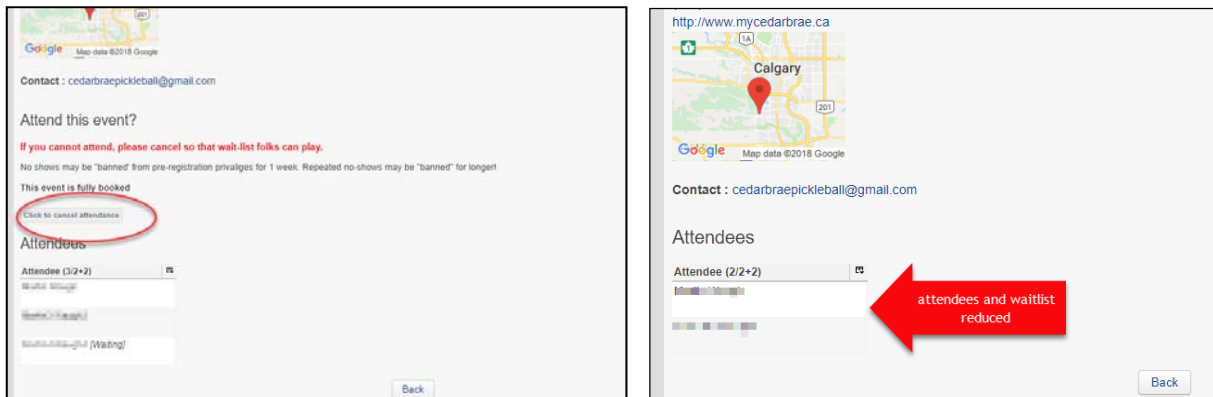 201
Google Map data ©2018 Google
Contact : cedarbraepickleball@gmail.com
Attend this event?
If you cannot attend, please cancel so that wait-list folks can play.
No shows may be "banned' from pre-registration privaliges for 1 week. Repeated no-shows may be "banned" for longer!
This event is fully booked
Click to cancel attendance
Attendees
Attendee (3/2+2)
[Waiting]
Back
http://www.mycedarbrae.ca
1A
1
Calgary
201
Google Map data ©2018 Google
Contact : cedarbraepickleball@gmail.com
Attendees
Attendee (2/2+2)
attendees and waitlist
reduced
Back